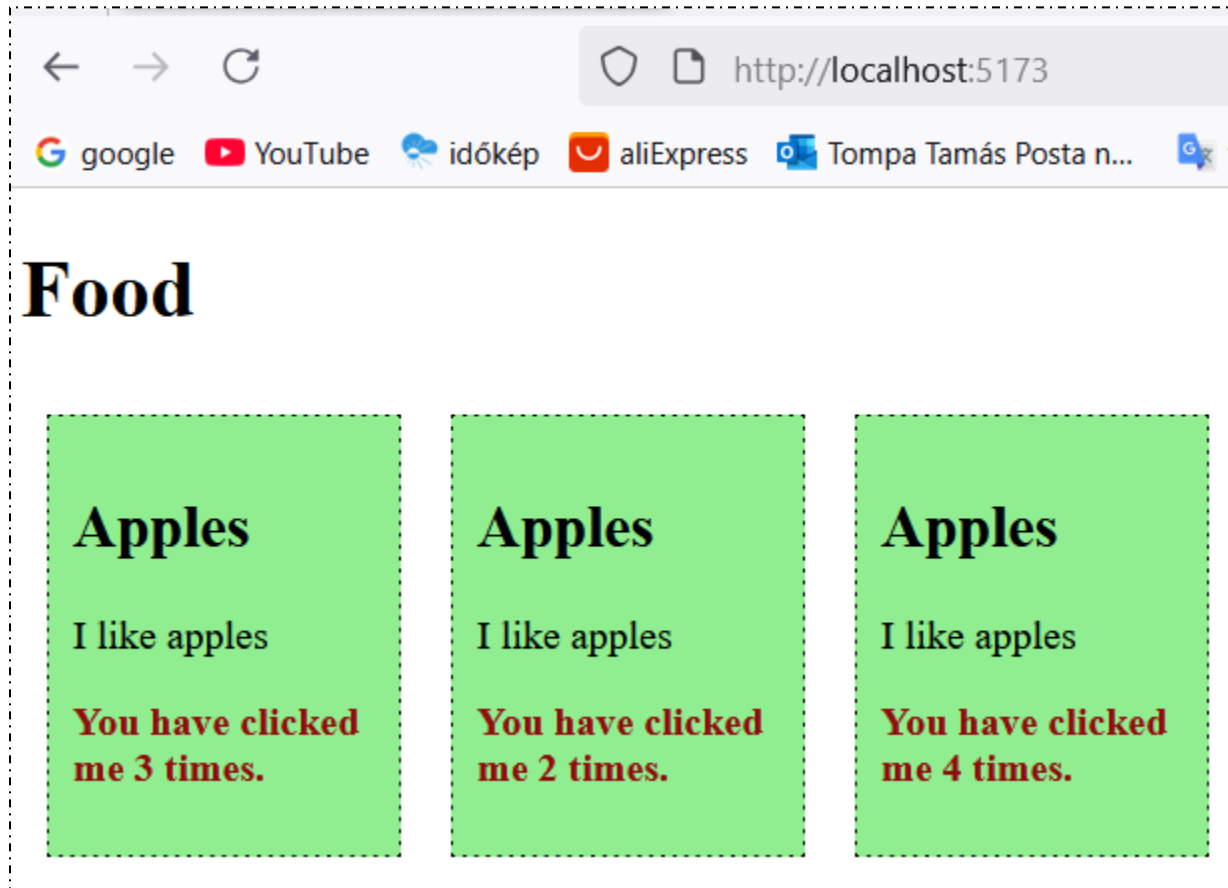 http://localhost:5173
google YouTube időkép aliExpress Tompa Tamás Posta n...
Food
Apples Apples Apples
I like apples I like apples I like apples
You have clicked You have clicked You have clicked
me 3 times. me 2 times. me 4 times.